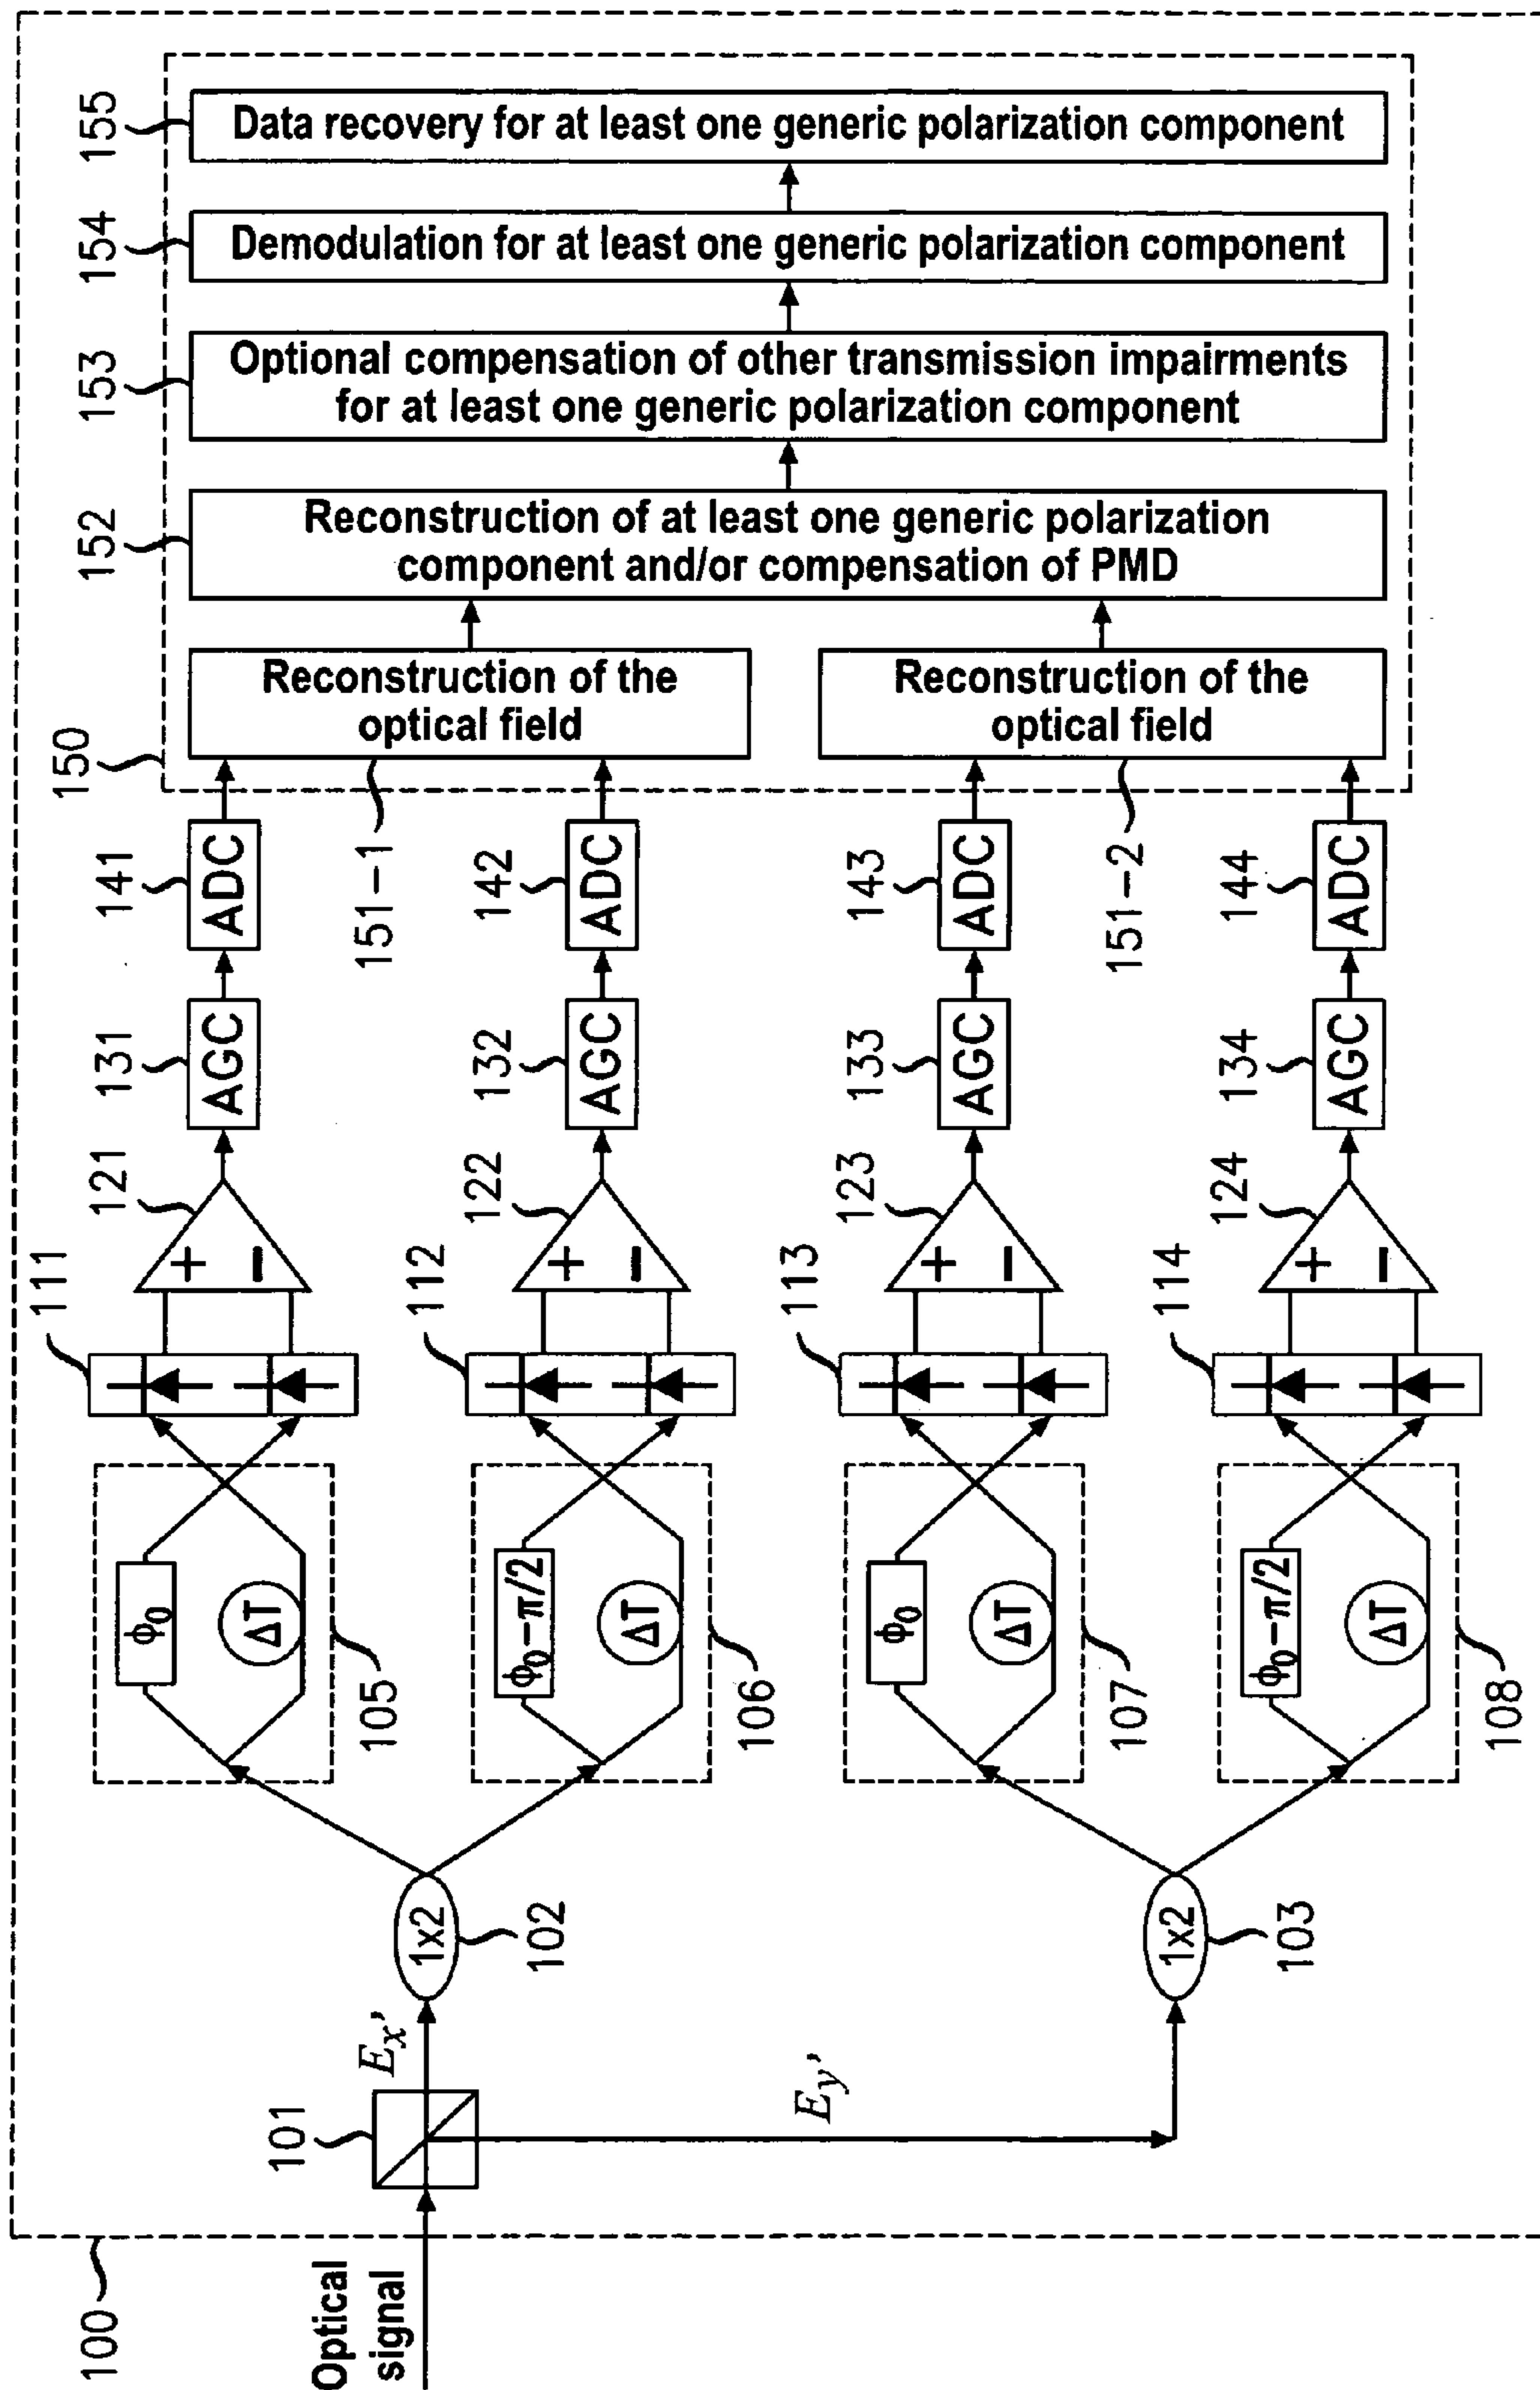 100
Optical
signal
101
Eₓ'
E_y'
1x2
102
1x2
103
ϕ₀
ΔT
105
ϕ₀−π/2
ΔT
106
ϕ₀
ΔT
107
ϕ₀−π/2
ΔT
108
111
112
113
114
+
−
121
+
−
122
+
−
123
+
−
124
AGC
131
AGC
132
AGC
133
AGC
134
ADC
141
ADC
142
ADC
143
ADC
144
150
Reconstruction of the
optical field
151-1
Reconstruction of the
optical field
151-2
152
Reconstruction of at least one generic polarization
component and/or compensation of PMD
153
Optional compensation of other transmission impairments
for at least one generic polarization component
154
Demodulation for at least one generic polarization component
155
Data recovery for at least one generic polarization component